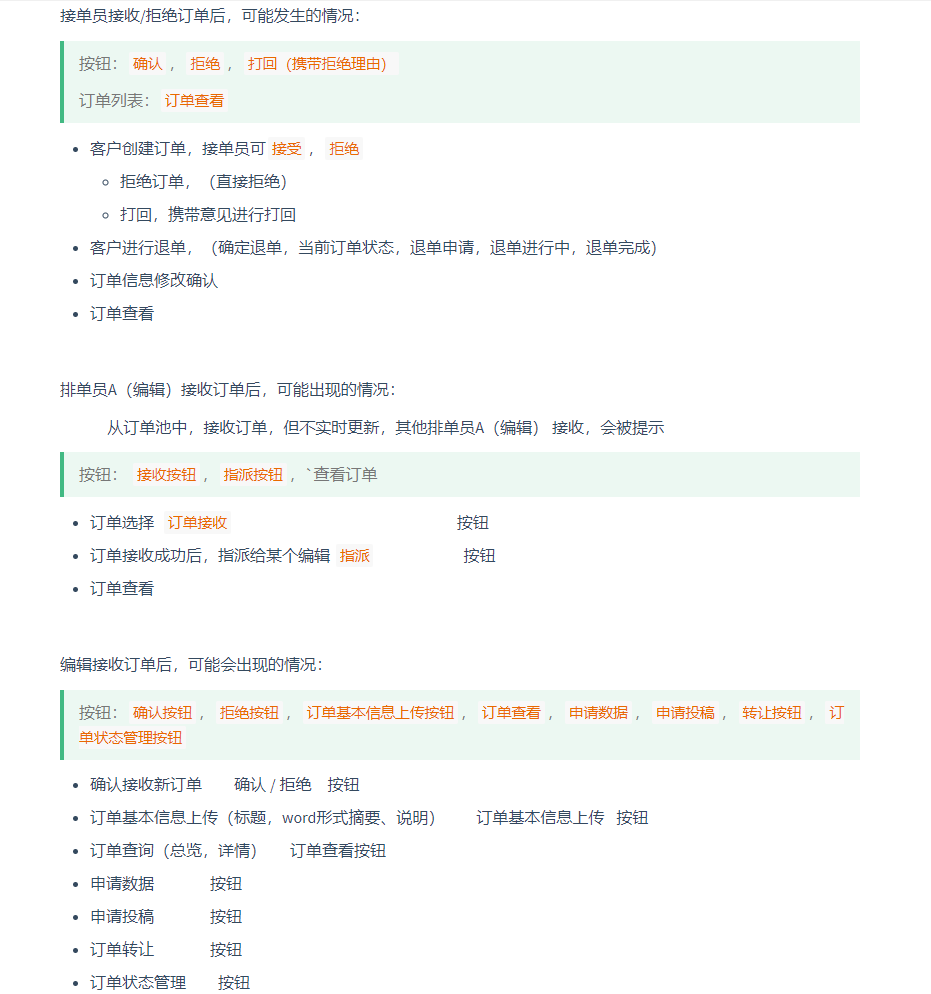 接单员接收/拒绝订单后，可能发生的情况：
按钮： 确认 ， 拒绝 ， 打回（携带拒绝理由）
订单列表： 订单查看
客户创建订单，接单员可 接受 ， 拒绝
拒绝订单，（直接拒绝）
打回，携带意见进行打回
客户进行退单，（确定退单，当前订单状态，退单申请，退单进行中，退单完成）
订单信息修改确认
订单查看
排单员A（编辑）接收订单后，可能出现的情况：
从订单池中，接收订单，但不实时更新，其他排单员A（编辑） 接收，会被提示
按钮： 接收按钮 ， 指派按钮 ，`查看订单
订单选择 订单接收 按钮
订单接收成功后，指派给某个编辑 指派 按钮
订单查看
编辑接收订单后，可能会出现的情况：
按钮： 确认按钮 ， 拒绝按钮 ， 订单基本信息上传按钮 ， 订单查看 ， 申请数据 ， 申请投稿 ， 转让按钮 ， 订
单状态管理按钮
确认接收新订单 确认 / 拒绝 按钮
订单基本信息上传（标题，word形式摘要、说明） 订单基本信息上传 按钮
订单查询（总览，详情） 订单查看按钮
申请数据 按钮
申请投稿 按钮
订单转让 按钮
订单状态管理 按钮